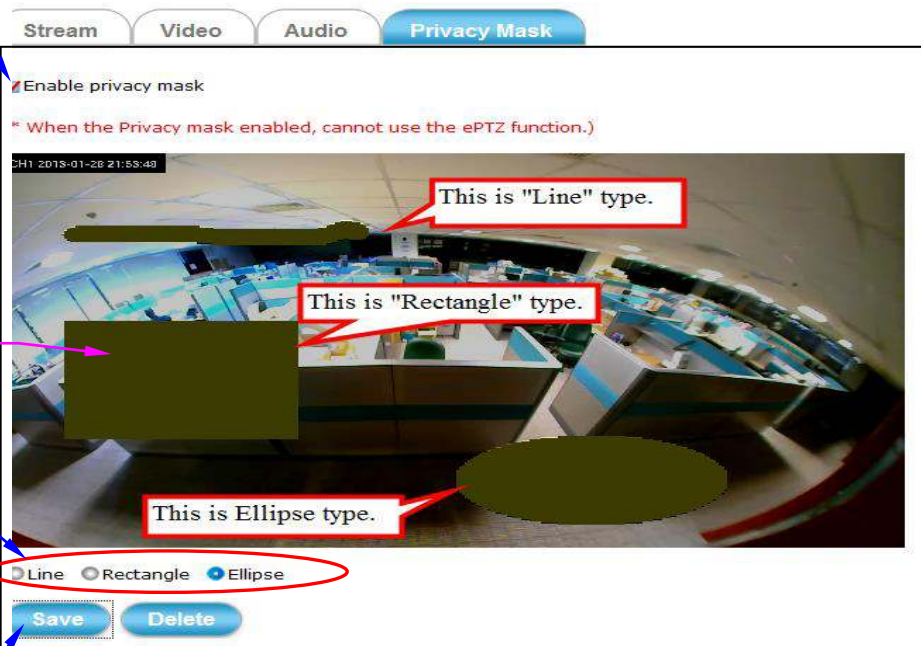 Stream Video Audio Privacy Mask
Enable privacy mask
* When the Privacy mask enabled, cannot use the ePTZ function.)
CH1 2013-01-28 21:53:48
This is "Line" type.
This is "Rectangle" type.
This is Ellipse type.
Line Rectangle Ellipse
Save Delete